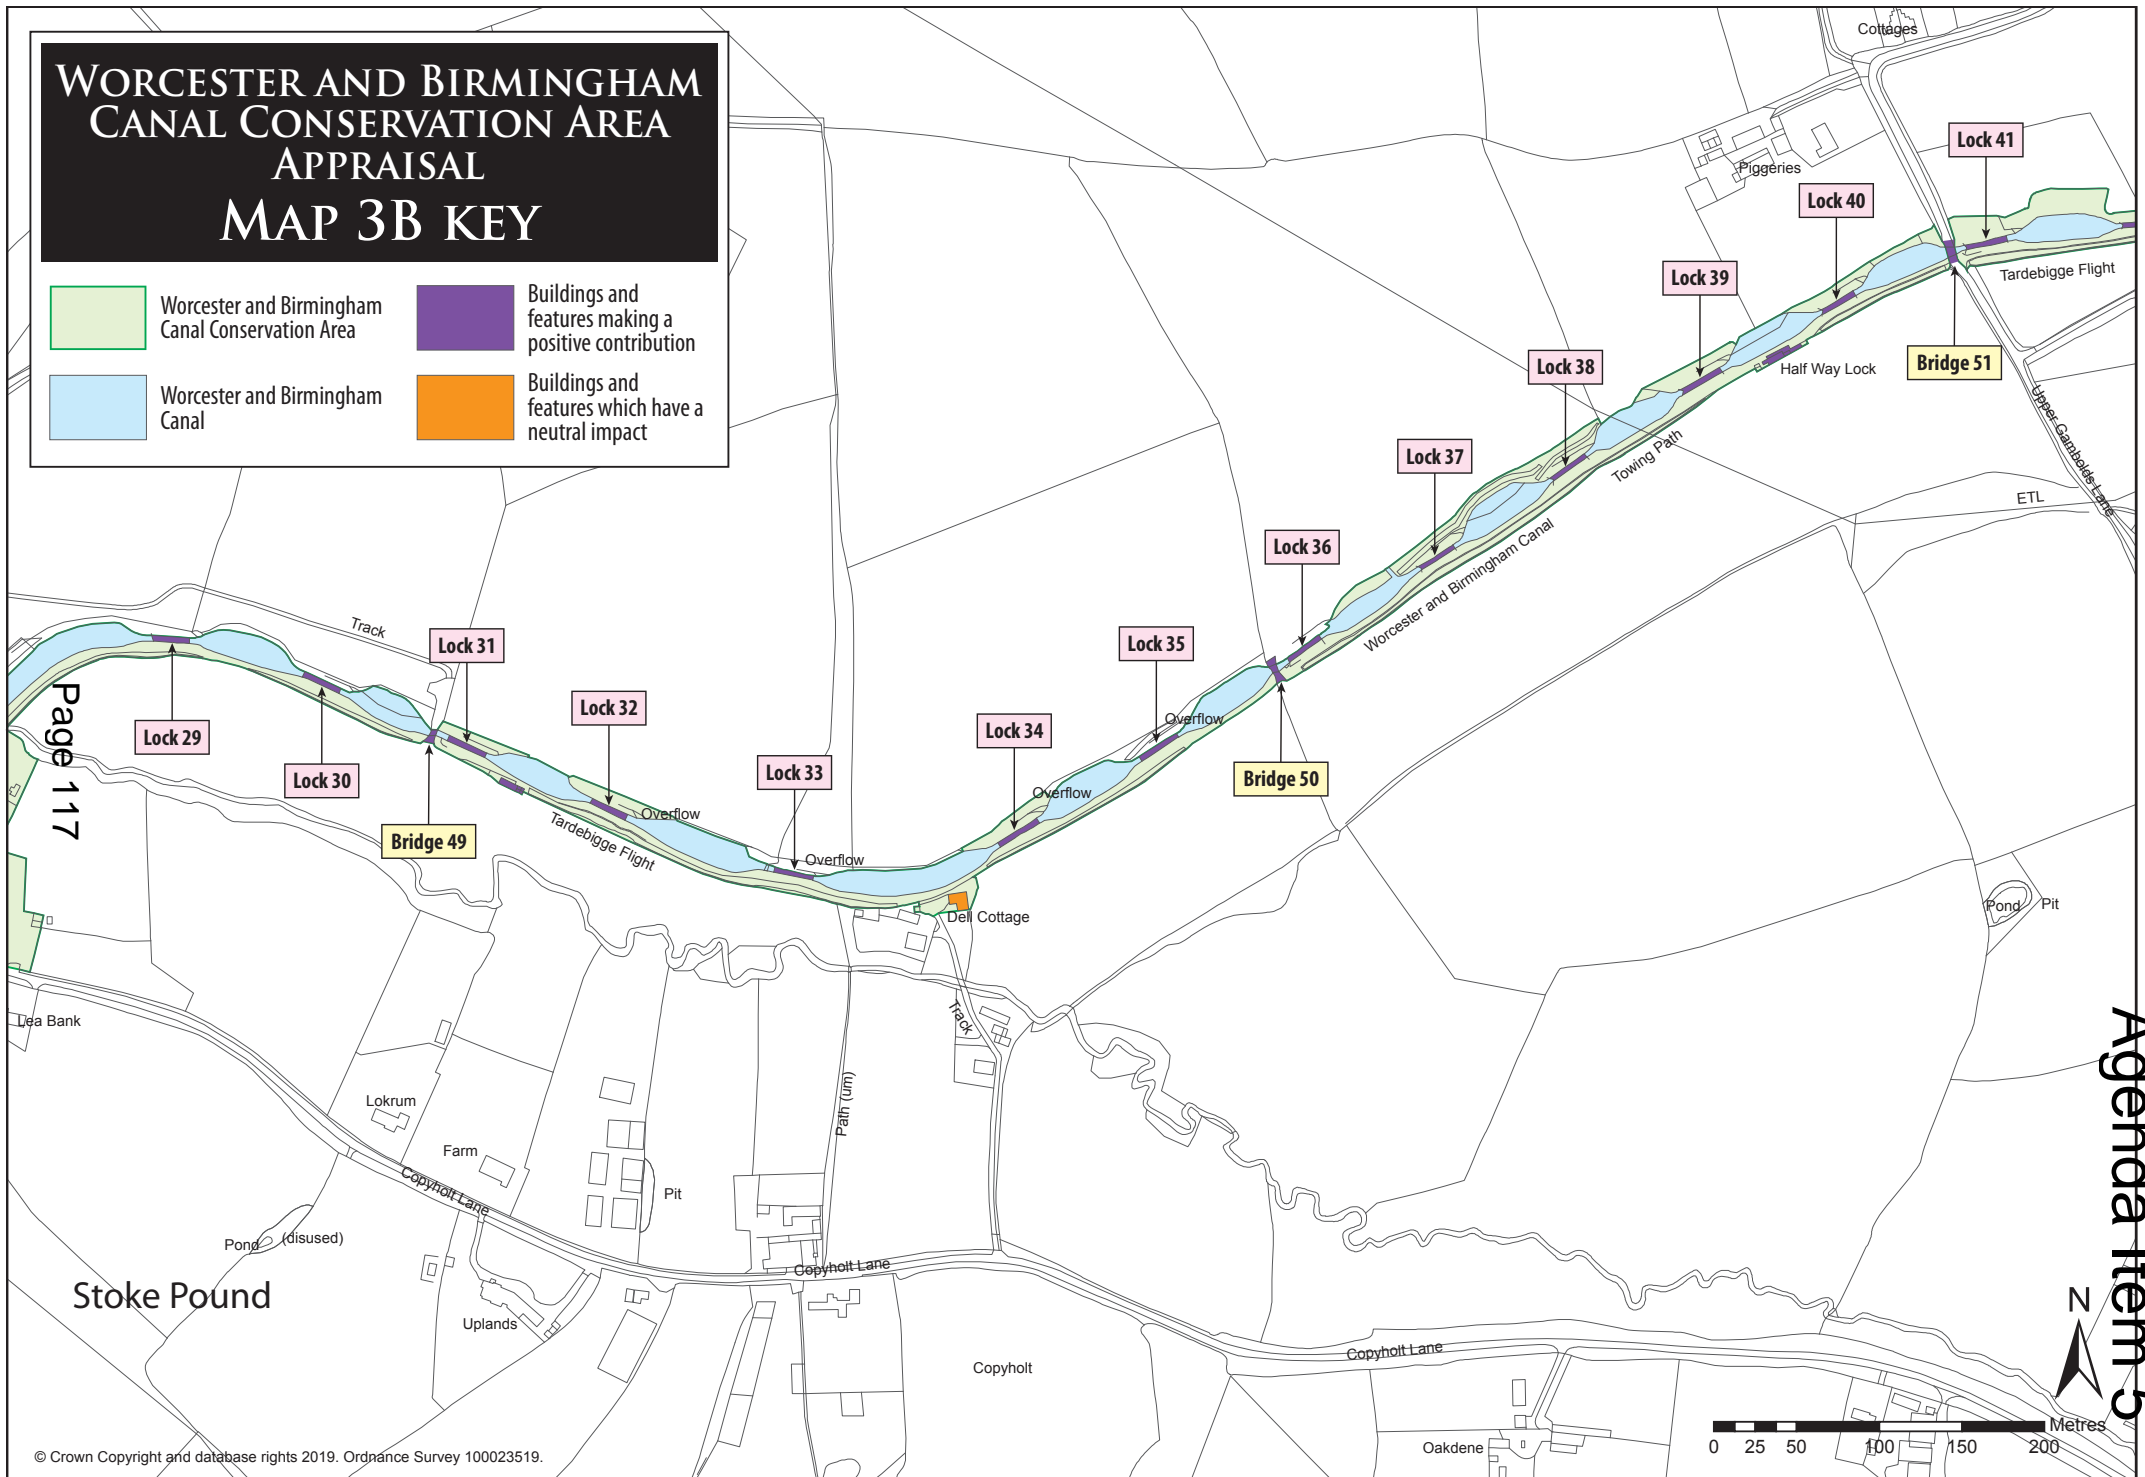 WORCESTER AND BIRMINGHAM
CANAL CONSERVATION AREA
APPRAISAL
MAP 3B KEY
Worcester and Birmingham
Canal Conservation Area
Buildings and
features making a
positive contribution
Worcester and Birmingham
Canal
Buildings and
features which have a
neutral impact
Cottages
Piggeries
Lock 41
Lock 40
Lock 39
Tardebigge Flight
Half Way Lock
Bridge 51
Lock 38
Upper Gambolds Lane
Towing Path
Lock 37
ETL
Lock 36
Worcester and Birmingham Canal
Track
Lock 31
Lock 35
Page 117
Lock 29
Lock 32
Overflow
Lock 34
Lock 30
Lock 33
Bridge 50
Overflow
Overflow
Bridge 49
Tardebigge Flight
Overflow
Dell Cottage
Pond
Pit
Lea Bank
Track
Agenda Item 5
Lokrum
Path (um)
Farm
Copyholt Lane
Pit
Pond
(disused)
Copyholt Lane
Stoke Pound
Uplands
Copyholt Lane
Copyholt
N
Oakdene
Metres
0 25 50 100 150 200
© Crown Copyright and database rights 2019. Ordnance Survey 100023519.